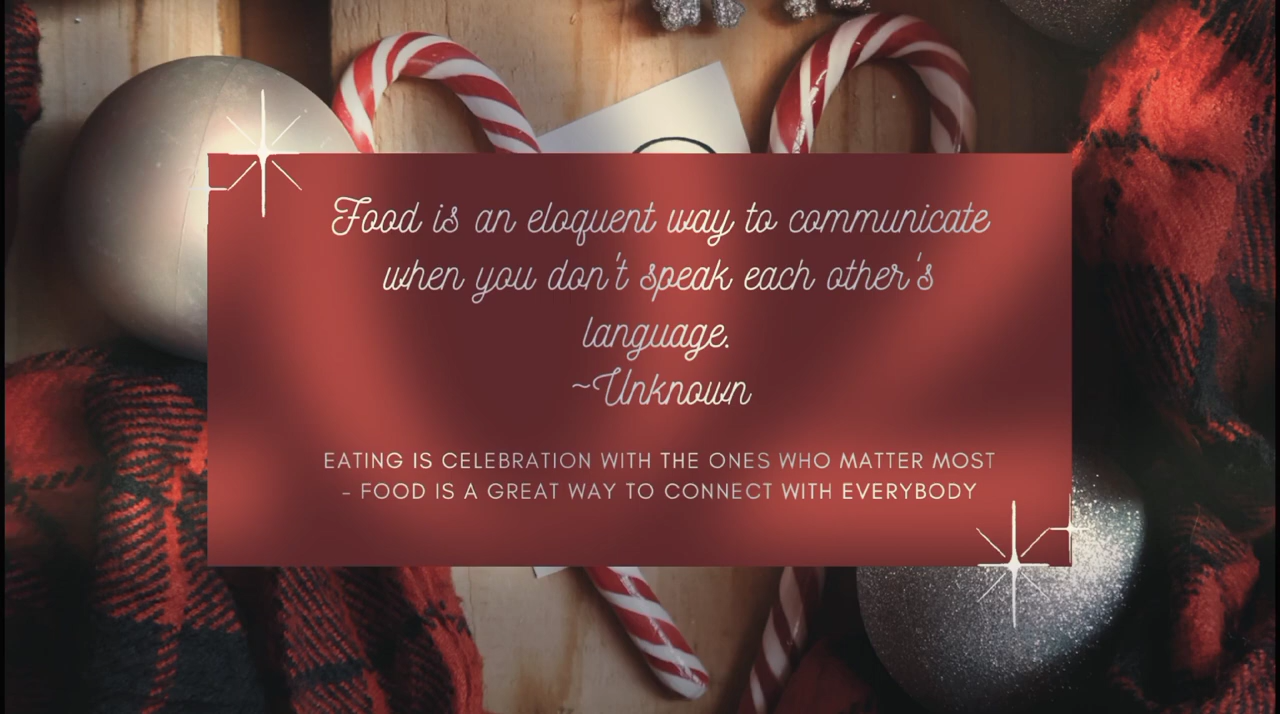 Food is an eloquent way to communicate
when you don't speak each other's
language.
~Unknown
EATING IS CELEBRATION WITH THE ONES WHO MATTER MOST
- FOOD IS A GREAT WAY TO CONNECT WITH EVERYBODY